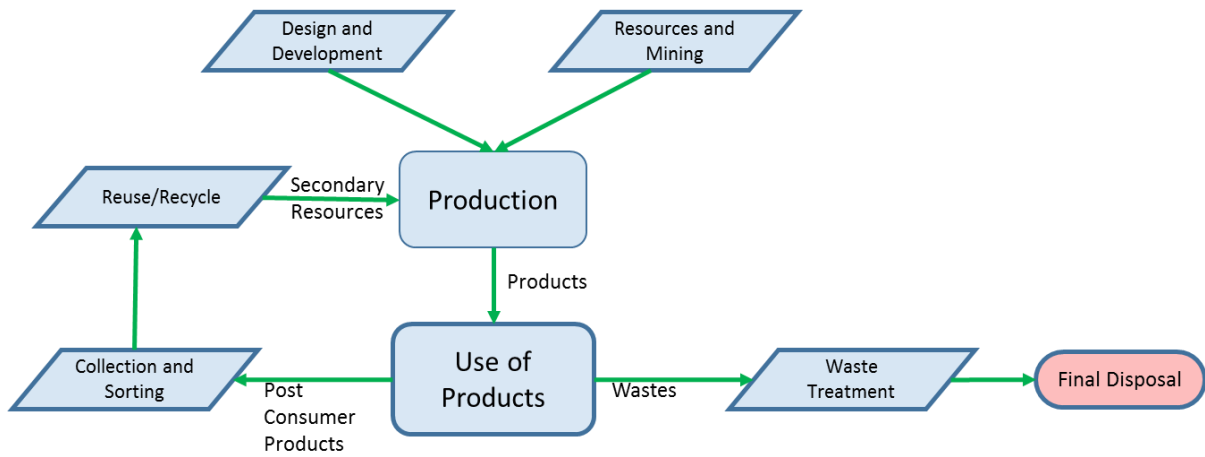 Design and
Development
Resources and
Mining
Reuse/Recycle
Secondary
Resources
Production
Products
Collection and
Sorting
Post
Consumer
Products
Use of
Products
Wastes
Waste
Treatment
Final Disposal